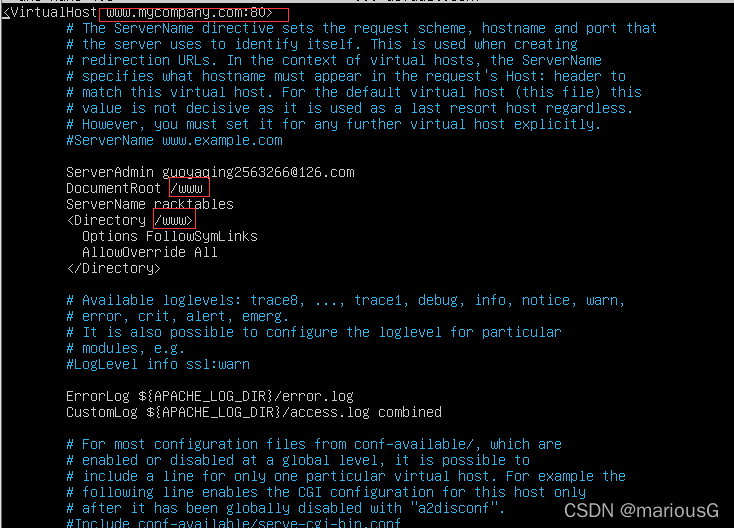 <VirtualHost www.mycompany.com:80>
# The ServerName directive sets the request scheme, hostname and port that
# the server uses to identify itself. This is used when creating
# redirection URLs. In the context of virtual hosts, the ServerName
# specifies what hostname must appear in the request's Host: header to
# match this virtual host. For the default virtual host (this file) this
# value is not decisive as it is used as a last resort host regardless.
# However, you must set it for any further virtual host explicitly.
#ServerName www.example.com
ServerAdmin guoyaqing2563266@126.com
DocumentRoot /www
ServerName racktables
<Directory /www>
Options FollowSymLinks
AllowOverride All
</Directory>
# Available loglevels: trace8, ..., trace1, debug, info, notice, warn,
# error, crit, alert, emerg.
# It is also possible to configure the loglevel for particular
# modules, e.g.
#LogLevel info ssl:warn
ErrorLog ${APACHE_LOG_DIR}/error.log
CustomLog ${APACHE_LOG_DIR}/access.log combined
# For most configuration files from conf-available/, which are
# enabled or disabled at a global level, it is possible to
# include a line for only one particular virtual host. For example the
# following line enables the CGI configuration for this host only
# after it has been globally disabled with "a2disconf".
#Include conf-available/serve-cgi-bin.conf
CSDN @mariousG